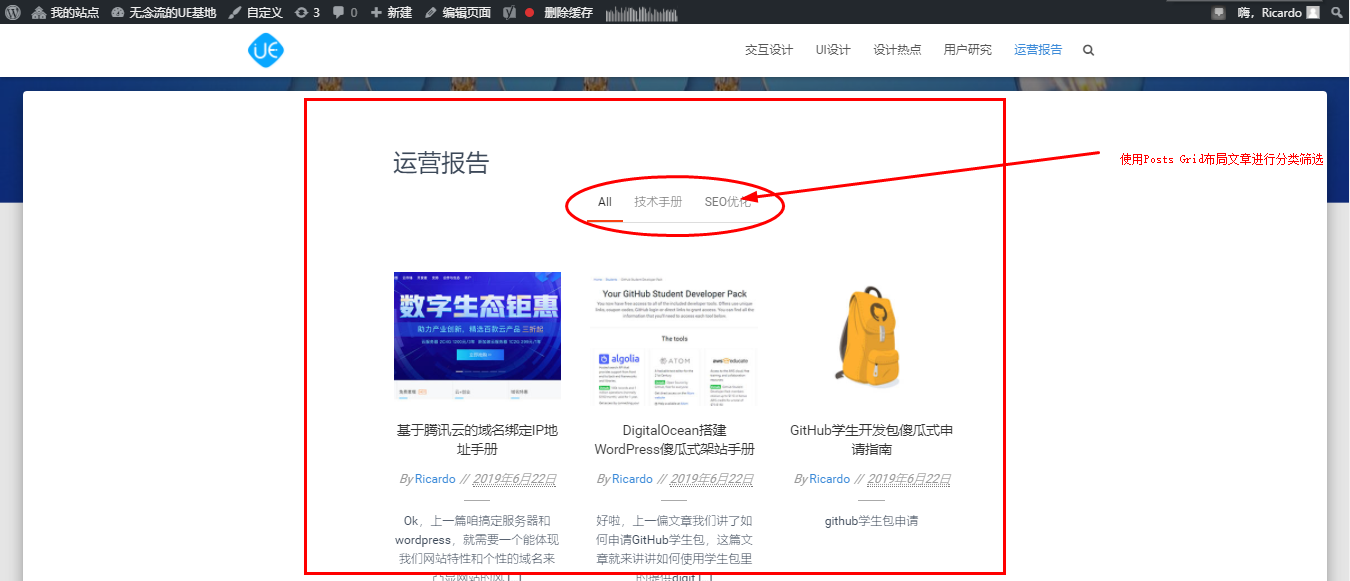 我的站点 无念流的UE基地 自定义 3 0 新建 编辑页面 删除缓存 嗨，Ricardo
UE
交互设计 UI设计 设计热点 用户研究 运营报告
使用Posts Grid布局文章进行分类筛选
运营报告
All 技术手册 SEO优化
数字生态钜惠
助力产业创新，精选百款云产品 三折起
Your GitHub Student Developer Pack
The tools
algolia
ATOM
aws educate
基于腾讯云的域名绑定IP地
址手册
By Ricardo // 2019年6月22日
Ok，上一篇咱搞定服务器和
wordpress，就需要一个能体现
我们网站特性和个性的域名来
DigitalOcean搭建
WordPress傻瓜式架站手册
By Ricardo // 2019年6月22日
好啦，上一偏文章我们讲了如
何申请GitHub学生包，这篇文
章就来讲讲如何使用学生包里
的提供digit [...]
GitHub学生开发包傻瓜式申
请指南
By Ricardo // 2019年6月22日
github学生包申请